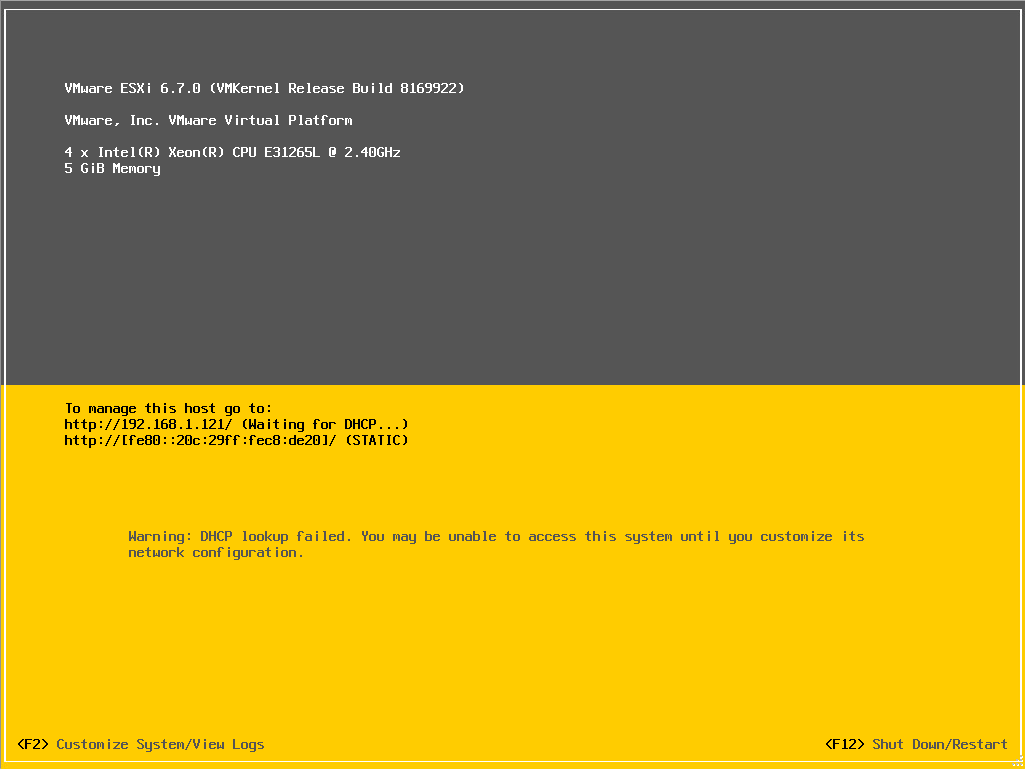 VMware ESXi 6.7.0 (VMKernel Release Build 8169922)
VMware, Inc. VMware Virtual Platform
4 x Intel(R) Xeon(R) CPU E31265L @ 2.40GHz
5 GiB Memory
To manage this host go to:
http://192.168.1.121/ (Waiting for DHCP...)
http://[fe80::20c:29ff:fec8:de20]/ (STATIC)
Warning: DHCP lookup failed. You may be unable to access this system until you customize its
network configuration.
<F2> Customize System/View Logs
<F12> Shut Down/Restart